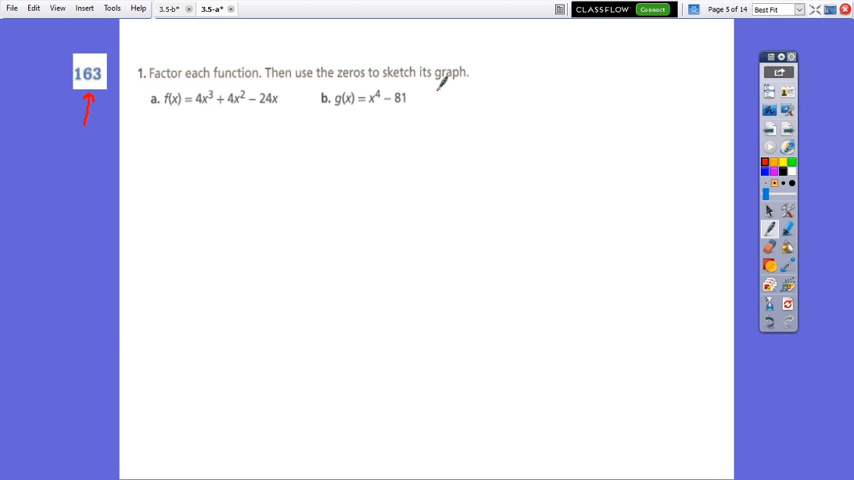 File Edit View Insert Tools Help 3.5-b* 3.5-a* CLASSFLOW Connect Page 5 of 14 Best Fit
163
1. Factor each function. Then use the zeros to sketch its graph.
a. f(x) = 4x³ + 4x² − 24x b. g(x) = x⁴ − 81